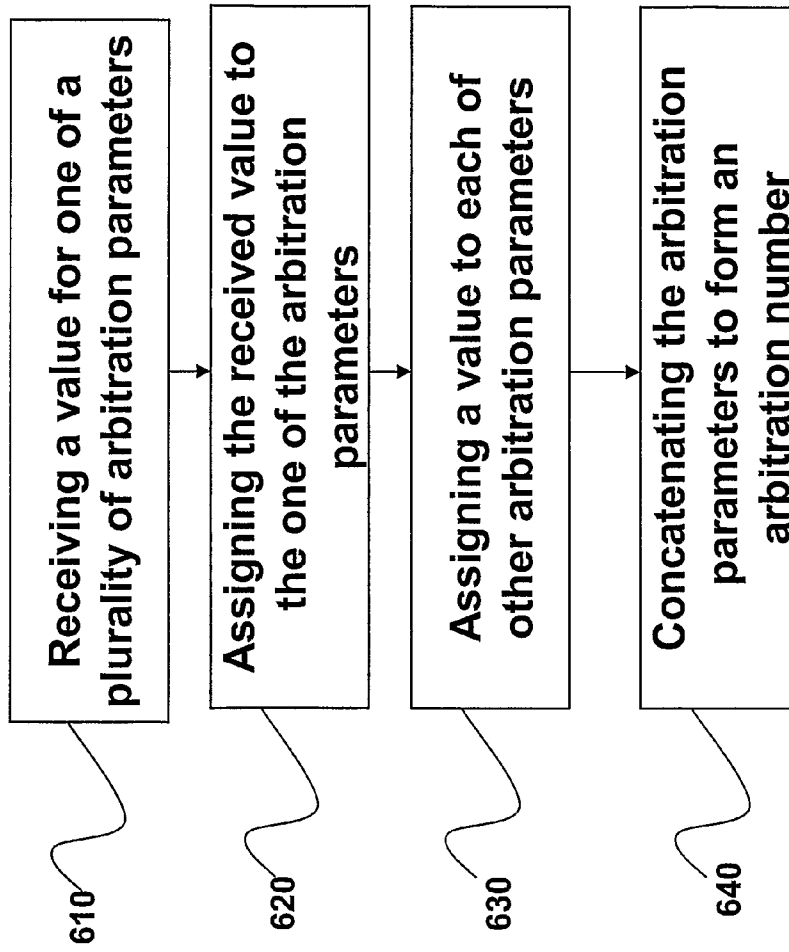 Receiving a value for one of a
plurality of arbitration parameters
610
Assigning the received value to
the one of the arbitration
parameters
620
Assigning a value to each of
other arbitration parameters
630
Concatenating the arbitration
parameters to form an
arbitration number
640